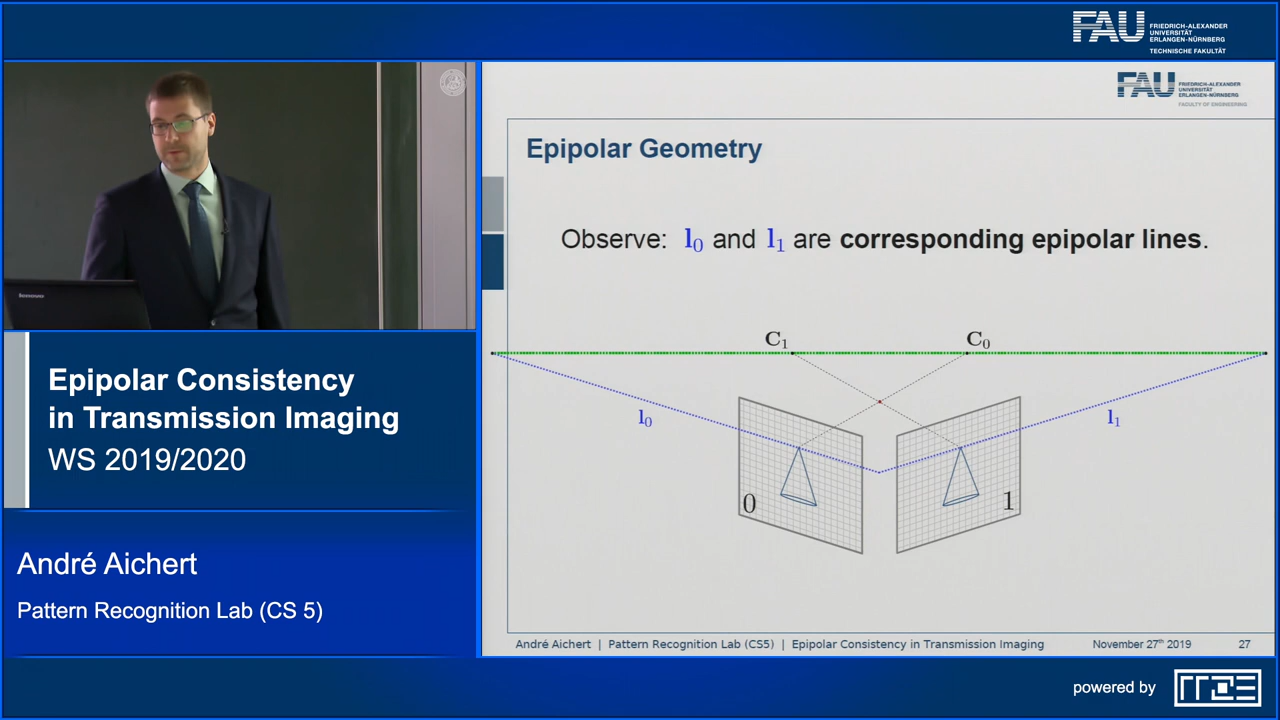 FAU
FRIEDRICH-ALEXANDER
UNIVERSITÄT
ERLANGEN-NÜRNBERG
TECHNISCHE FAKULTÄT
FAU
FRIEDRICH-ALEXANDER
UNIVERSITÄT
ERLANGEN-NÜRNBERG
FACULTY OF ENGINEERING
Epipolar Geometry
Observe: l₀ and l₁ are corresponding epipolar lines.
C₁
C₀
l₀
l₁
0
1
André Aichert | Pattern Recognition Lab (CS5) | Epipolar Consistency in Transmission Imaging
November 27th 2019
27
lenovo
Epipolar Consistency
in Transmission Imaging
WS 2019/2020
André Aichert
Pattern Recognition Lab (CS 5)
powered by
RRZE